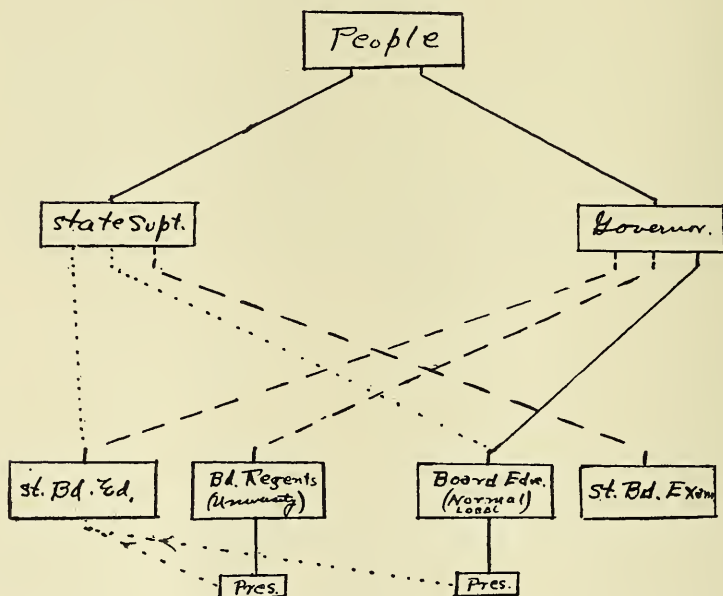 People
State Supt.
Governor.
St. Bd. Ed.
Bd. Regents
(University)
Board Edu.
(Normal)
LOCAL
St. Bd. Exam
Pres.
Pres.